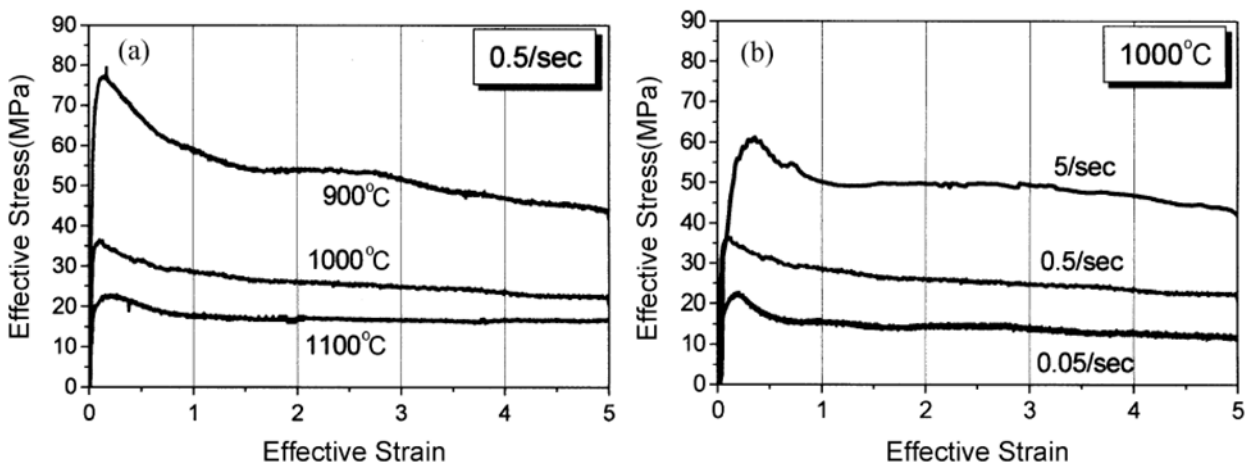 90
80
70
60
50
40
30
20
10
0
Effective Stress(MPa)
(a)
0.5/sec
900°C
1000°C
1100°C
0 1 2 3 4 5
Effective Strain
90
80
70
60
50
40
30
20
10
0
Effective Stress(MPa)
(b)
1000°C
5/sec
0.5/sec
0.05/sec
0 1 2 3 4 5
Effective Strain